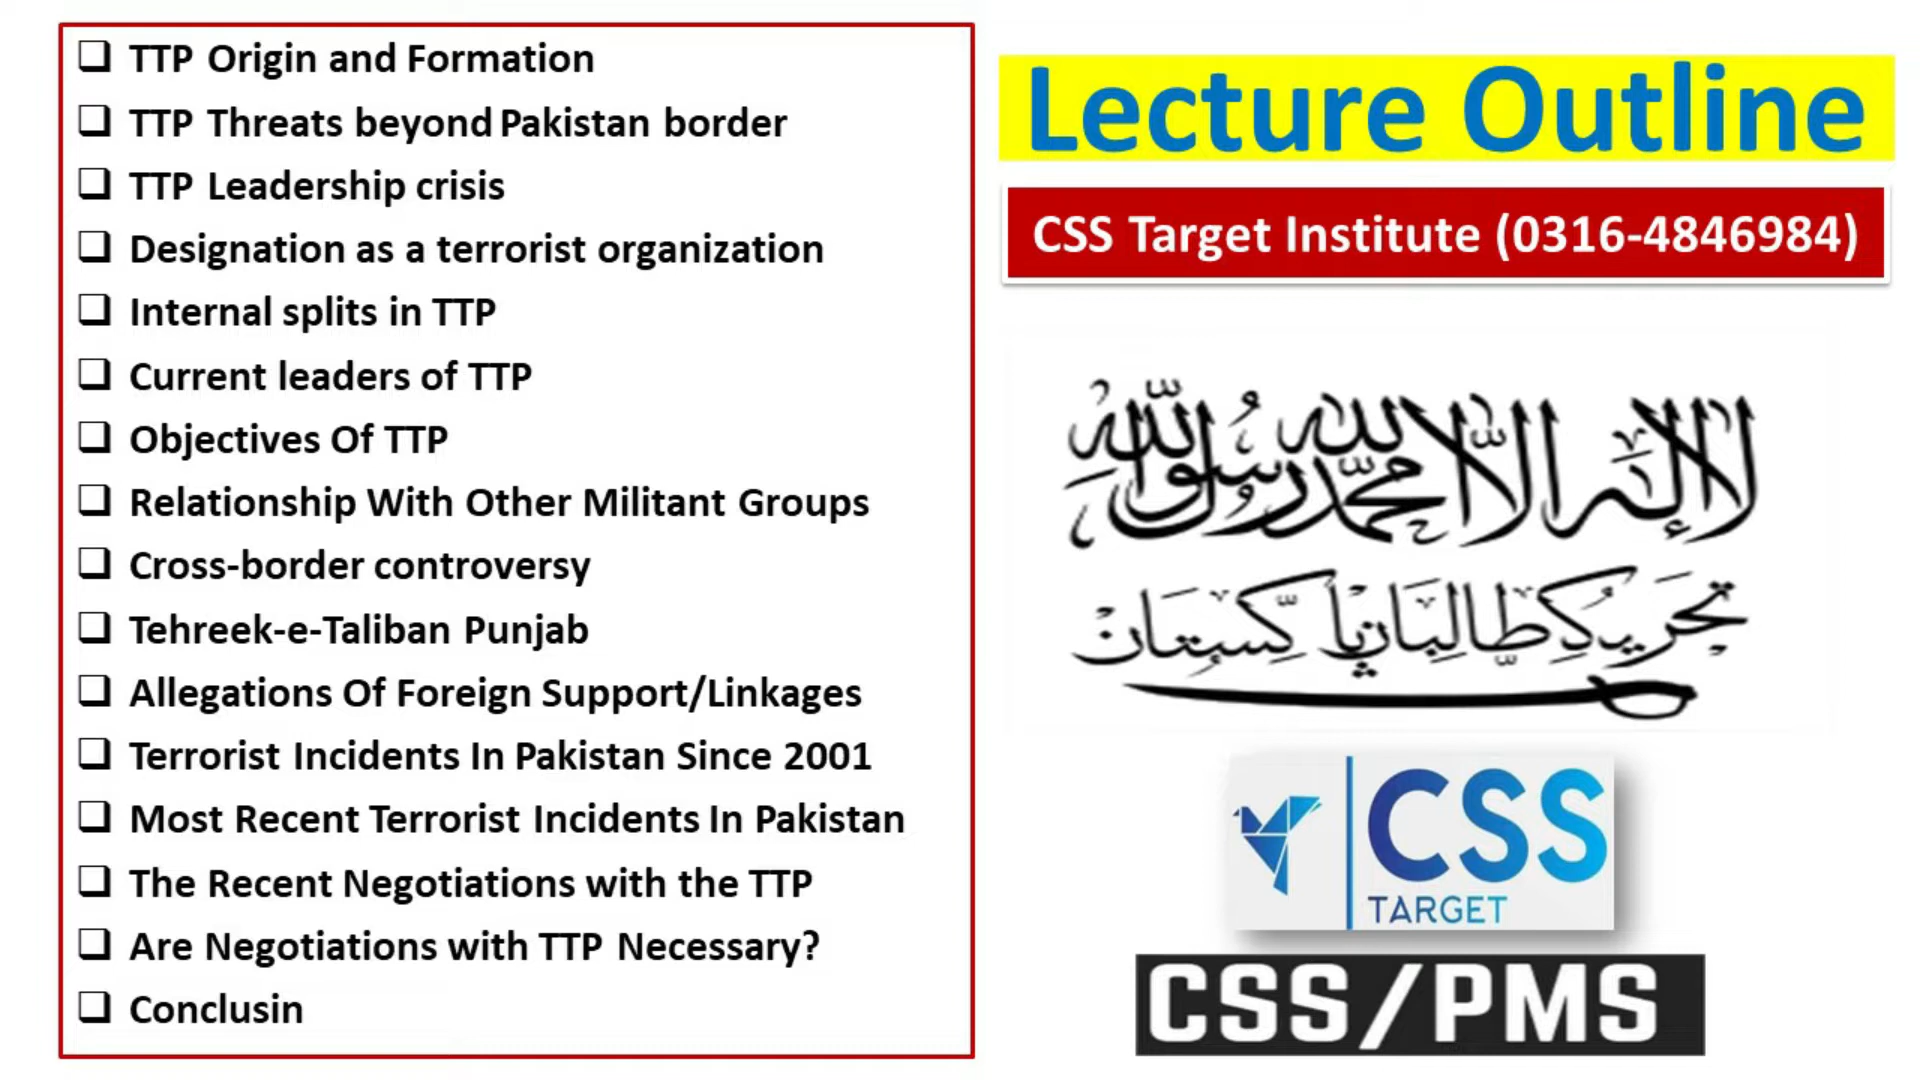 TTP Origin and Formation
TTP Threats beyond Pakistan border
TTP Leadership crisis
Designation as a terrorist organization
Internal splits in TTP
Current leaders of TTP
Objectives Of TTP
Relationship With Other Militant Groups
Cross-border controversy
Tehreek-e-Taliban Punjab
Allegations Of Foreign Support/Linkages
Terrorist Incidents In Pakistan Since 2001
Most Recent Terrorist Incidents In Pakistan
The Recent Negotiations with the TTP
Are Negotiations with TTP Necessary?
Conclusin
Lecture Outline
CSS Target Institute (0316-4846984)
لا إله الا الله محمد رسول الله
تحریک طالبان پاکستان
CSS
TARGET
CSS/PMS